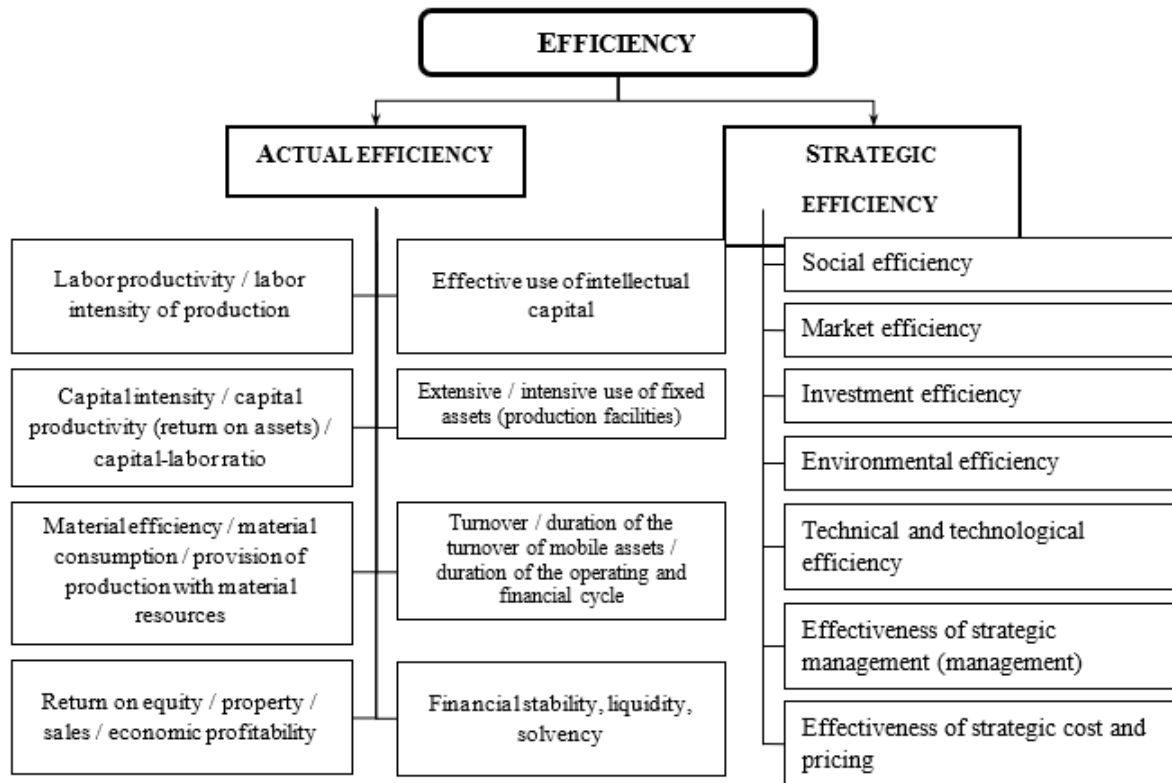 EFFICIENCY
ACTUAL EFFICIENCY
STRATEGIC
EFFICIENCY
Labor productivity / labor
intensity of production
Effective use of intellectual
capital
Capital intensity / capital
productivity (return on assets) /
capital-labor ratio
Extensive / intensive use of fixed
assets (production facilities)
Material efficiency / material
consumption / provision of
production with material
resources
Turnover / duration of the
turnover of mobile assets /
duration of the operating and
financial cycle
Return on equity / property /
sales / economic profitability
Financial stability, liquidity,
solvency
Social efficiency
Market efficiency
Investment efficiency
Environmental efficiency
Technical and technological
efficiency
Effectiveness of strategic
management (management)
Effectiveness of strategic cost and
pricing